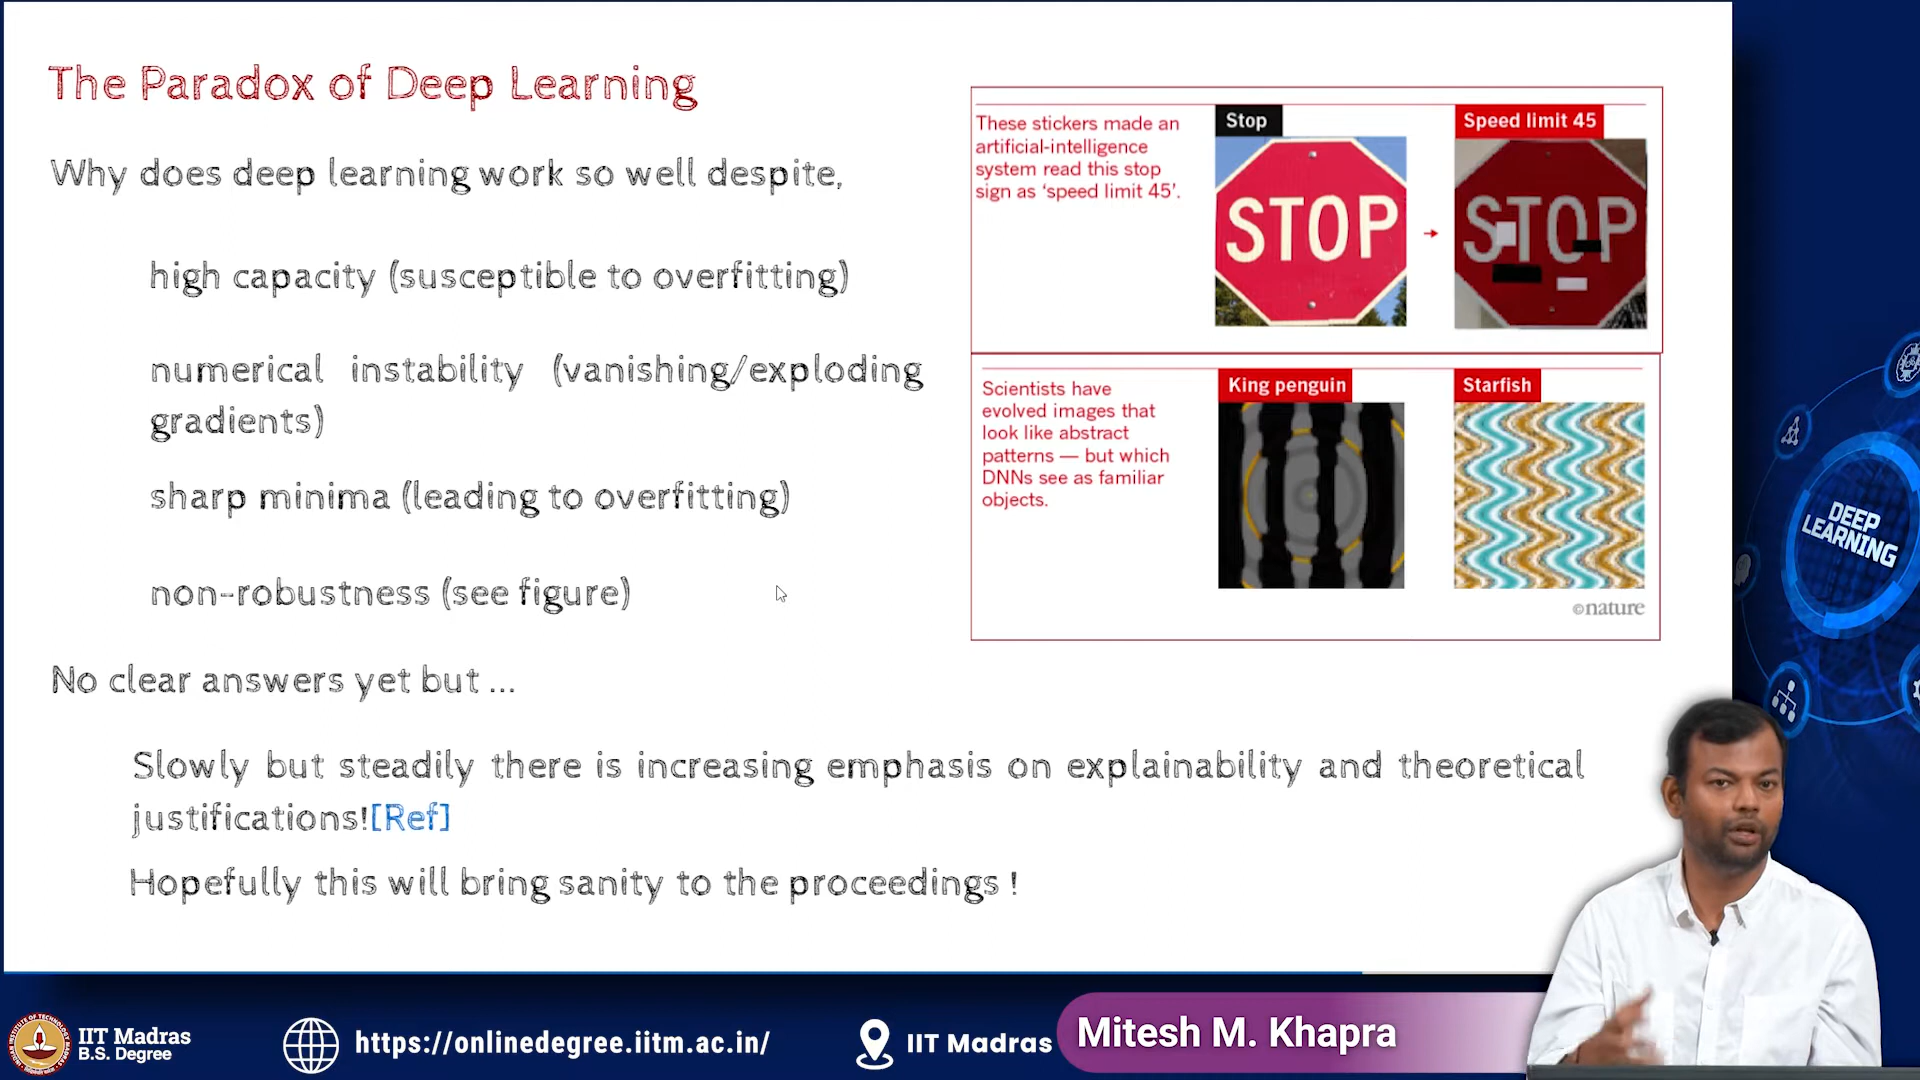 The Paradox of Deep Learning
Why does deep learning work so well despite,
high capacity (susceptible to overfitting)
numerical instability (vanishing/exploding
gradients)
sharp minima (leading to overfitting)
non-robustness (see figure)
No clear answers yet but ...
Slowly but steadily there is increasing emphasis on explainability and theoretical
justifications![Ref]
Hopefully this will bring sanity to the proceedings !
These stickers made an
artificial-intelligence
system read this stop
sign as ‘speed limit 45’.
Stop
STOP
Speed limit 45
STOP
Scientists have
evolved images that
look like abstract
patterns — but which
DNNs see as familiar
objects.
King penguin
Starfish
©nature
DEEP
LEARNING
IIT Madras
B.S. Degree
https://onlinedegree.iitm.ac.in/
IIT Madras
Mitesh M. Khapra